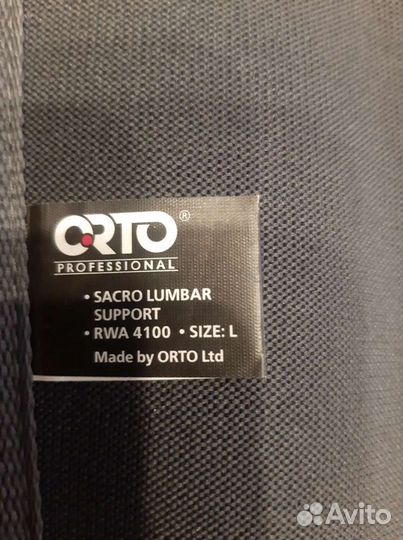 ORTO®
PROFESSIONAL
• SACRO LUMBAR
SUPPORT
• RWA 4100 • SIZE: L
Made by ORTO Ltd
Avito